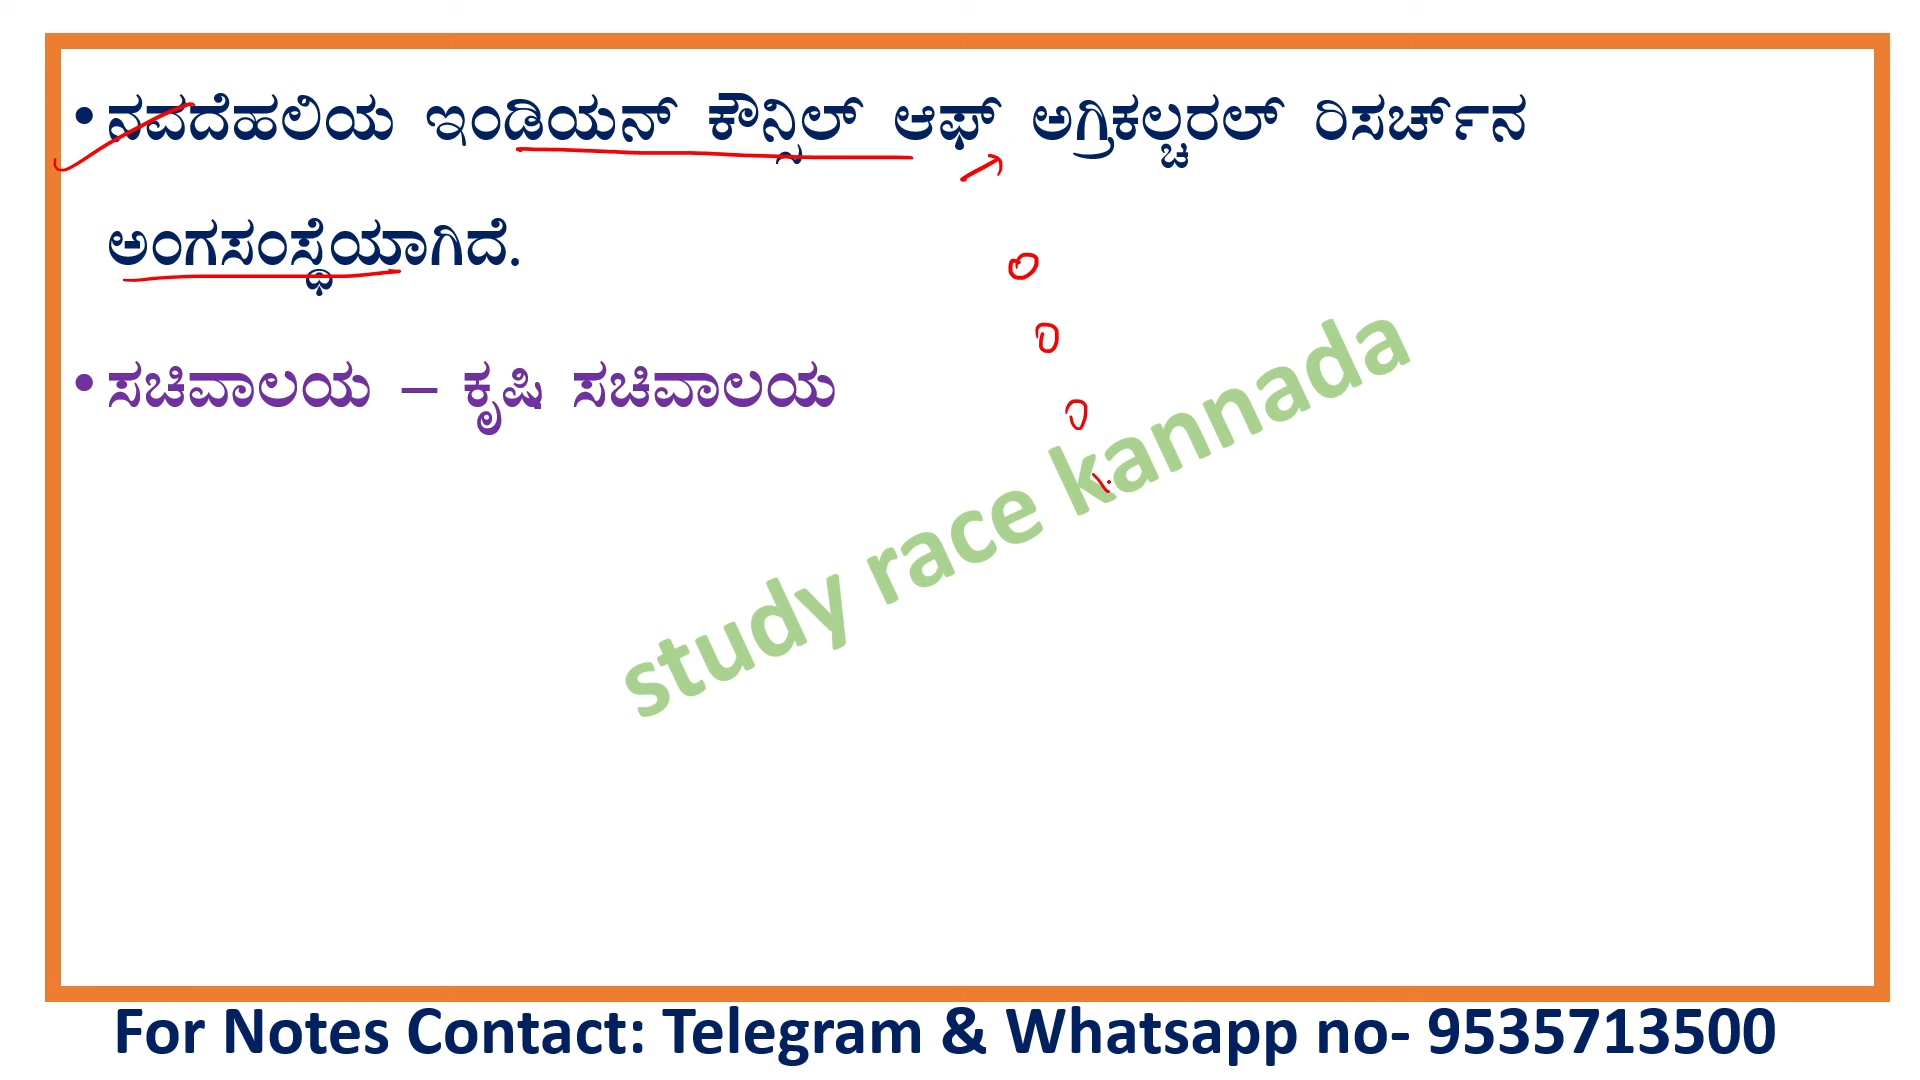 • ನವದೆಹಲಿಯ ಇಂಡಿಯನ್ ಕೌನ್ಸಿಲ್ ಆಫ್ ಅಗ್ರಿಕಲ್ಚರಲ್ ರಿಸರ್ಚ್‌ನ
ಅಂಗಸಂಸ್ಥೆಯಾಗಿದೆ.
• ಸಚಿವಾಲಯ – ಕೃಷಿ ಸಚಿವಾಲಯ
study race kannada
For Notes Contact: Telegram & Whatsapp no- 9535713500